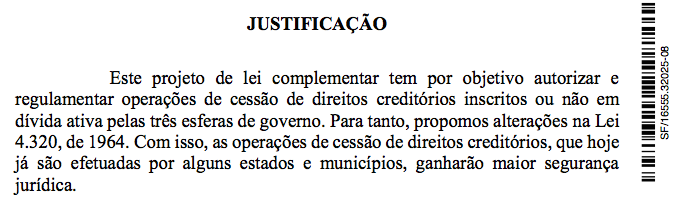 JUSTIFICAÇÃO
Este projeto de lei complementar tem por objetivo autorizar e
regulamentar operações de cessão de direitos creditórios inscritos ou não em
dívida ativa pelas três esferas de governo. Para tanto, propomos alterações na Lei
4.320, de 1964. Com isso, as operações de cessão de direitos creditórios, que hoje
já são efetuadas por alguns estados e municípios, ganharão maior segurança
jurídica.
SF/16555.32025-08